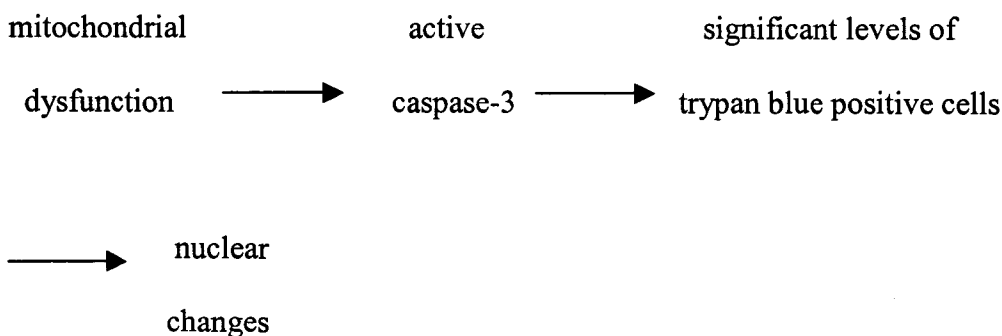 mitochondrial active significant levels of
dysfunction caspase-3 trypan blue positive cells
nuclear
changes